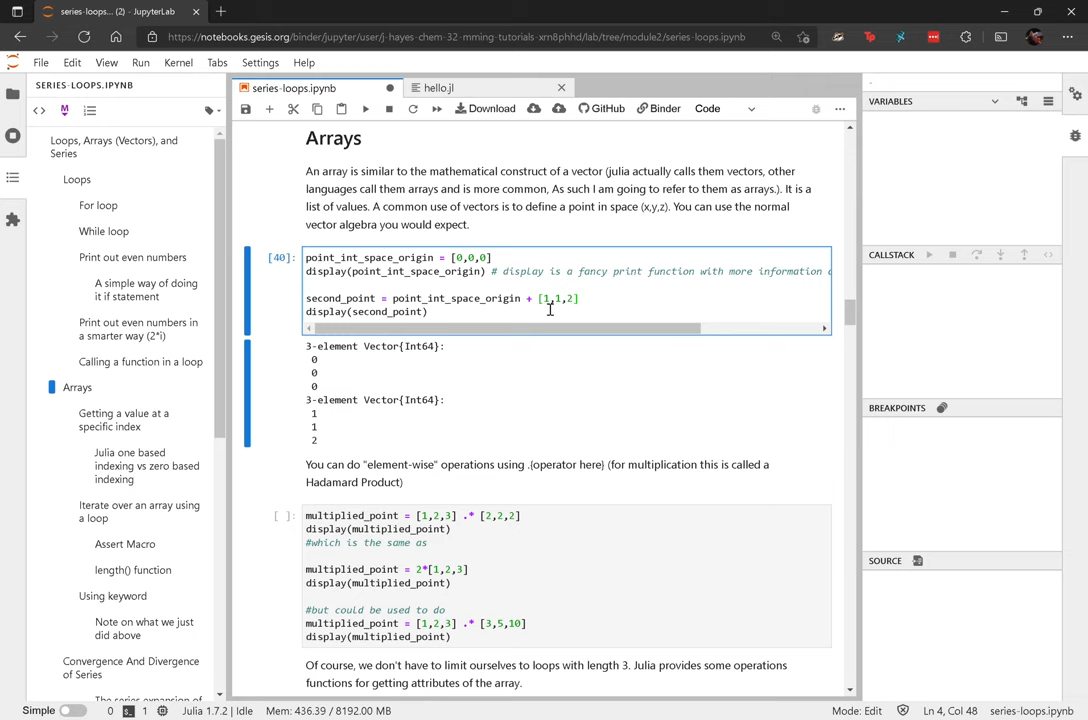 series-loops... (2) - JupyterLab
https://notebooks.gesis.org/binder/jupyter/user/j-hayes-chem-32-mming-tutorials-xrn8phhd/lab/tree/module2/series-loops.ipynb
File Edit View Run Kernel Tabs Settings Help
SERIES-LOOPS.IPYNB
Loops, Arrays (Vectors), and
Series
Loops
For loop
While loop
Print out even numbers
A simple way of doing
it if statement
Print out even numbers in
a smarter way (2*i)
Calling a function in a loop
Arrays
Getting a value at a
specific index
Julia one based
indexing vs zero based
indexing
Iterate over an array using
a loop
Assert Macro
length() function
Using keyword
Note on what we just
did above
Convergence And Divergence
of Series
The series expansion of
series-loops.ipynb
hello.jl
Download GitHub Binder Code
Arrays
An array is similar to the mathematical construct of a vector (julia actually calls them vectors, other
languages call them arrays and is more common, As such I am going to refer to them as arrays.). It is a
list of values. A common use of vectors is to define a point in space (x,y,z). You can use the normal
vector algebra you would expect.
[40]:
point_int_space_origin = [0,0,0]
display(point_int_space_origin) # display is a fancy print function with more information
second_point = point_int_space_origin + [1,1,2]
display(second_point)
3-element Vector{Int64}:
0
0
0
3-element Vector{Int64}:
1
1
2
You can do "element-wise" operations using .{operator here} (for multiplication this is called a
Hadamard Product)
[ ]:
multiplied_point = [1,2,3] .* [2,2,2]
display(multiplied_point)
#which is the same as
multiplied_point = 2*[1,2,3]
display(multiplied_point)
#but could be used to do
multiplied_point = [1,2,3] .* [3,5,10]
display(multiplied_point)
Of course, we don't have to limit ourselves to loops with length 3. Julia provides some operations
functions for getting attributes of the array.
VARIABLES
CALLSTACK
BREAKPOINTS
SOURCE
Simple 0 1 Julia 1.7.2 | Idle Mem: 436.39 / 8192.00 MB Mode: Edit Ln 4, Col 48 series-loops.ipynb